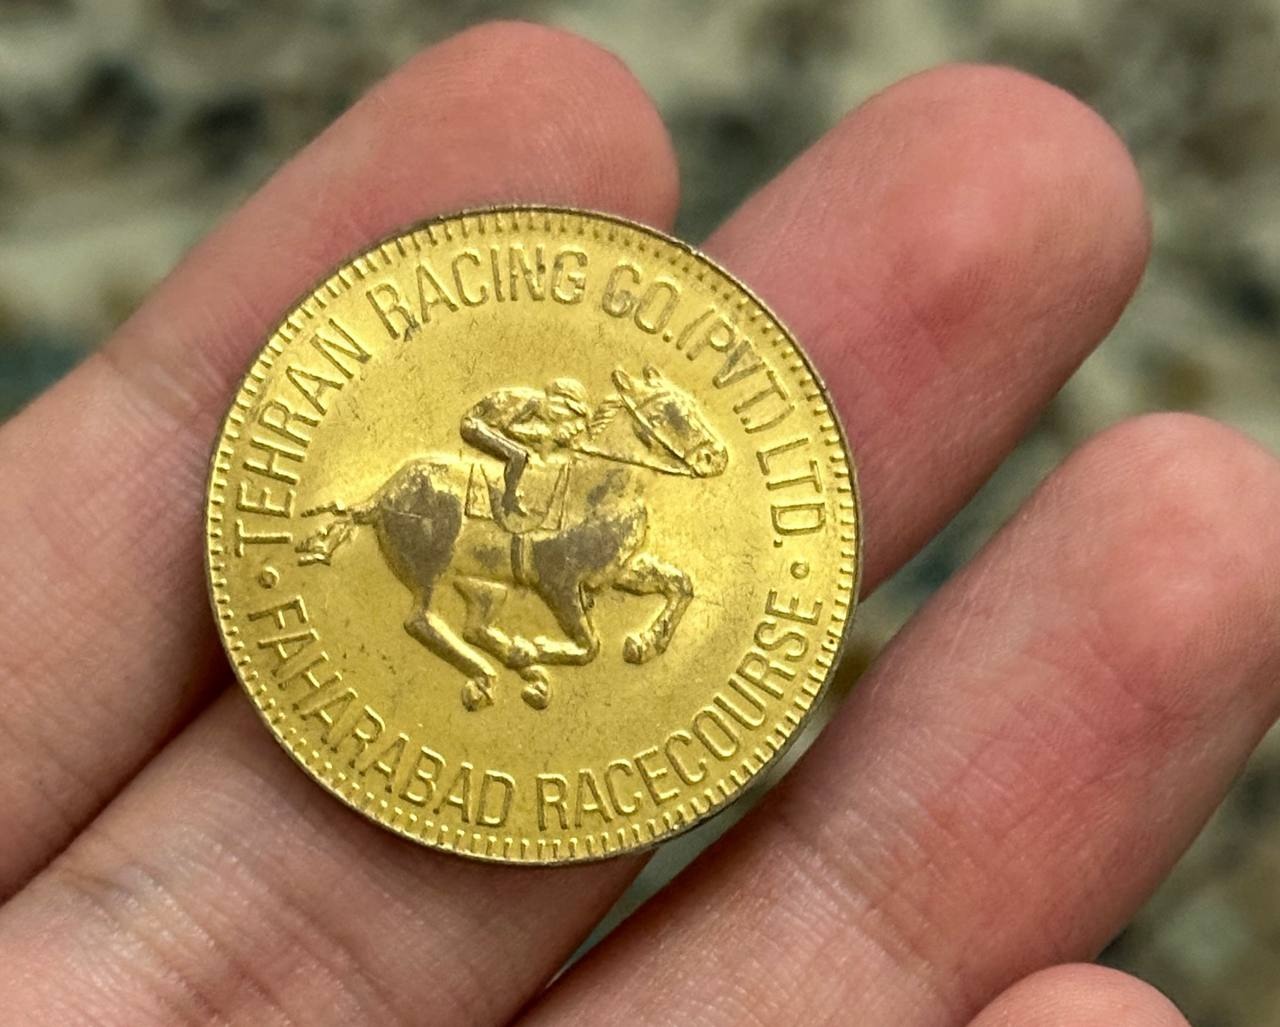 TEHRAN RACING CO. (PVT.) LTD.
FAHARABAD RACECOURSE